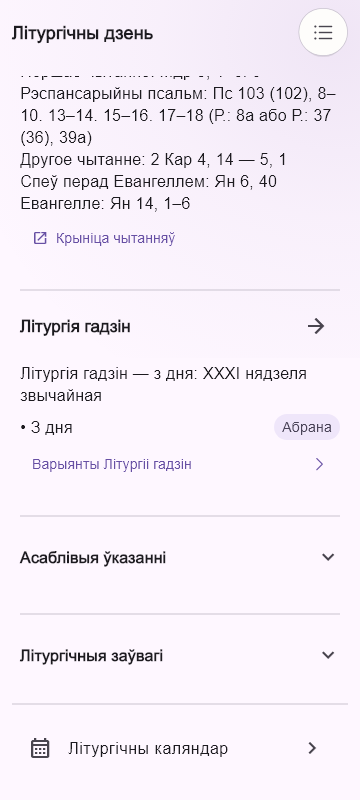 Літургічны дзень
Рэспансарыйны псальм: Пс 103 (102), 8–
10. 13–14. 15–16. 17–18 (Р.: 8а або Р.: 37
(36), 39а)
Другое чытанне: 2 Кар 4, 14 — 5, 1
Спеў перад Евангеллем: Ян 6, 40
Евангелле: Ян 14, 1–6
Крыніца чытанняў
Літургія гадзін
Літургія гадзін — з дня: XXXI нядзеля
звычайная
• З дня
Абрана
Варыянты Літургіі гадзін
Асаблівыя ўказанні
Літургічныя заўвагі
Літургічны каляндар